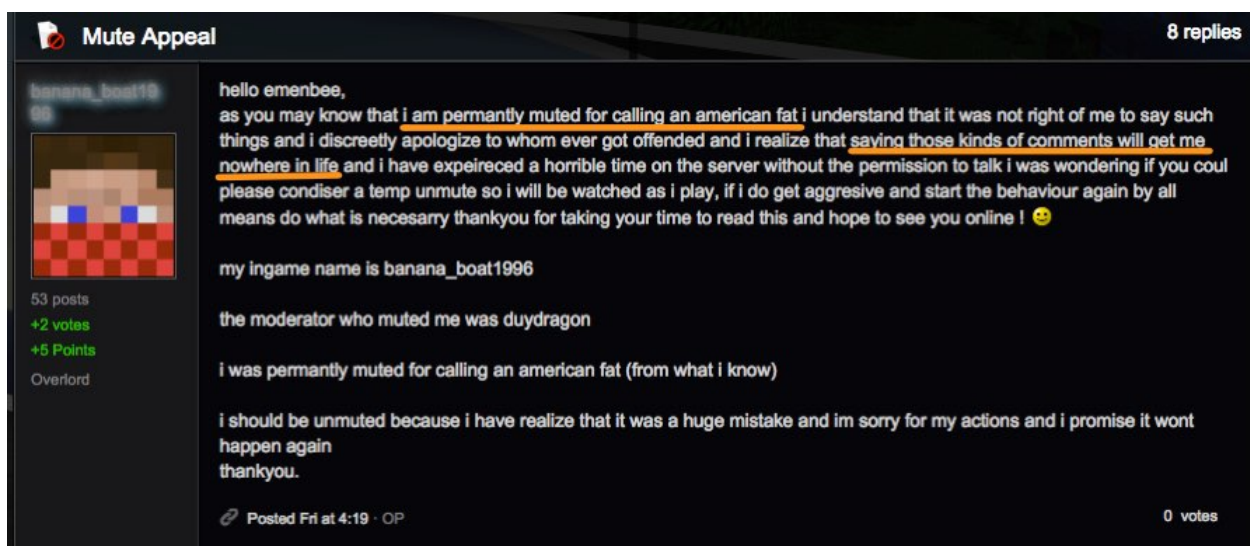 Mute Appeal
8 replies
banana_boat19
96
hello emenbee,
as you may know that i am permantly muted for calling an american fat i understand that it was not right of me to say such
things and i discreetly apologize to whom ever got offended and i realize that saying those kinds of comments will get me
nowhere in life and i have expeireced a horrible time on the server without the permission to talk i was wondering if you coul
please condiser a temp unmute so i will be watched as i play, if i do get aggresive and start the behaviour again by all
means do what is necesarry thankyou for taking your time to read this and hope to see you online !
my ingame name is banana_boat1996
the moderator who muted me was duydragon
i was permantly muted for calling an american fat (from what i know)
i should be unmuted because i have realize that it was a huge mistake and im sorry for my actions and i promise it wont
happen again
thankyou.
53 posts
+2 votes
+5 Points
Overlord
Posted Fri at 4:19 · OP
0 votes